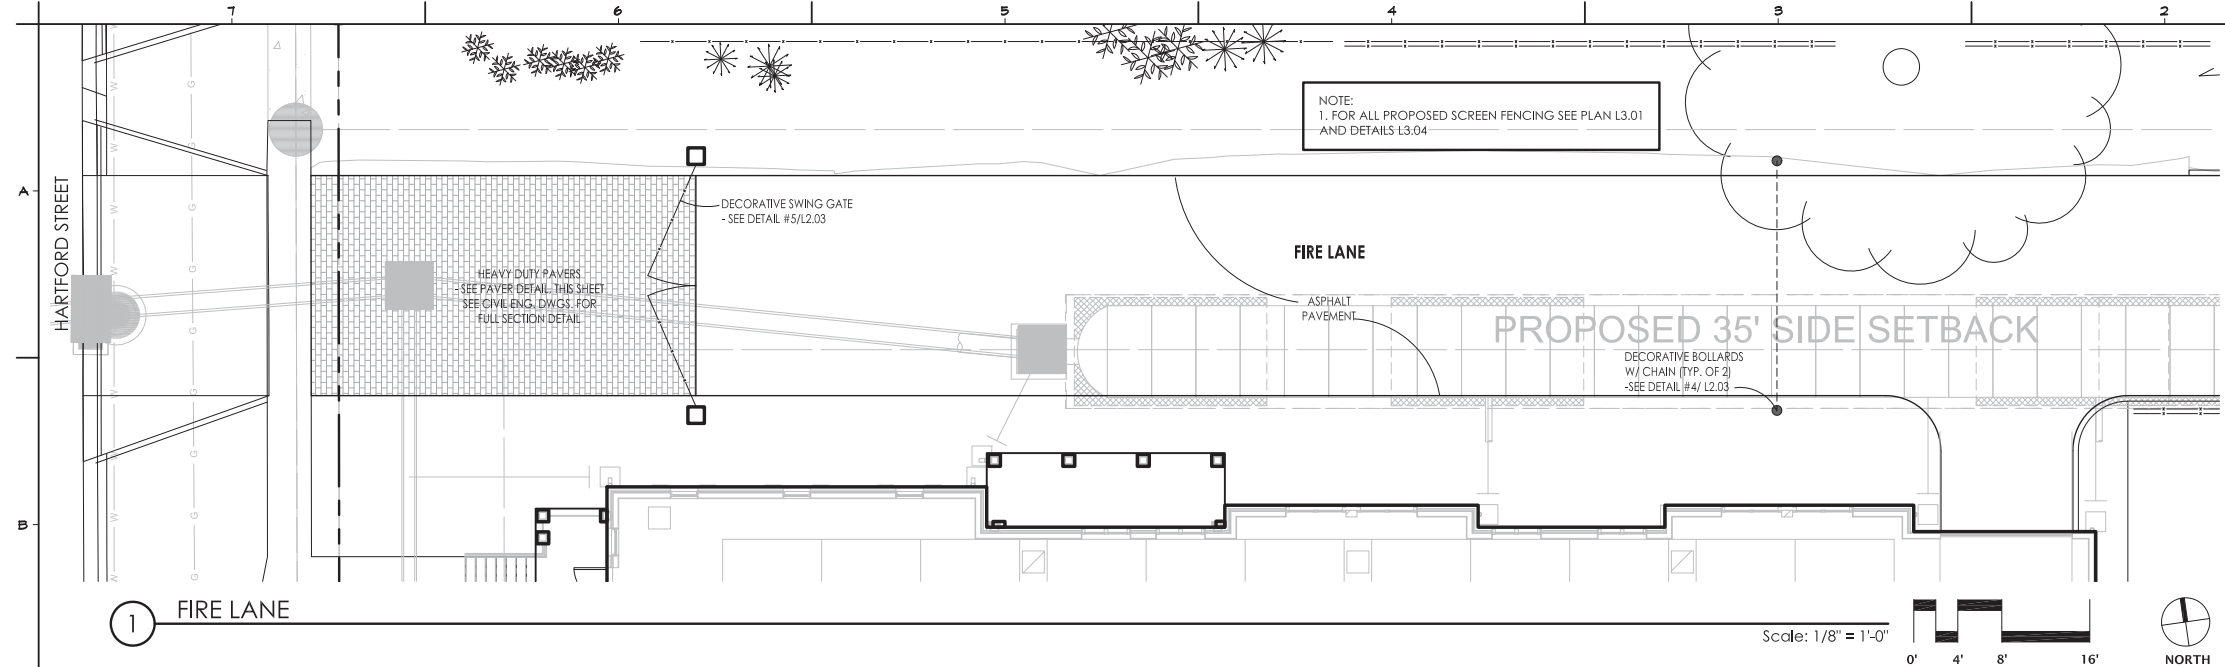 7
6
5
4
3
2
A
B
HARTFORD STREET
W
G
W
G
W
G
W
G
W
G
W
G
NOTE:
1. FOR ALL PROPOSED SCREEN FENCING SEE PLAN L3.01
AND DETAILS L3.04
DECORATIVE SWING GATE
- SEE DETAIL #5/L2.03
HEAVY DUTY PAVERS
- SEE PAVER DETAIL, THIS SHEET
SEE CIVIL ENG. DWGS. FOR
FULL SECTION DETAIL
FIRE LANE
ASPHALT
PAVEMENT
PROPOSED 35' SIDE SETBACK
DECORATIVE BOLLARDS
W/ CHAIN (TYP. OF 2)
-SEE DETAIL #4/ L2.03
1
FIRE LANE
Scale: 1/8" = 1'-0"
0'
4'
8'
16'
NORTH